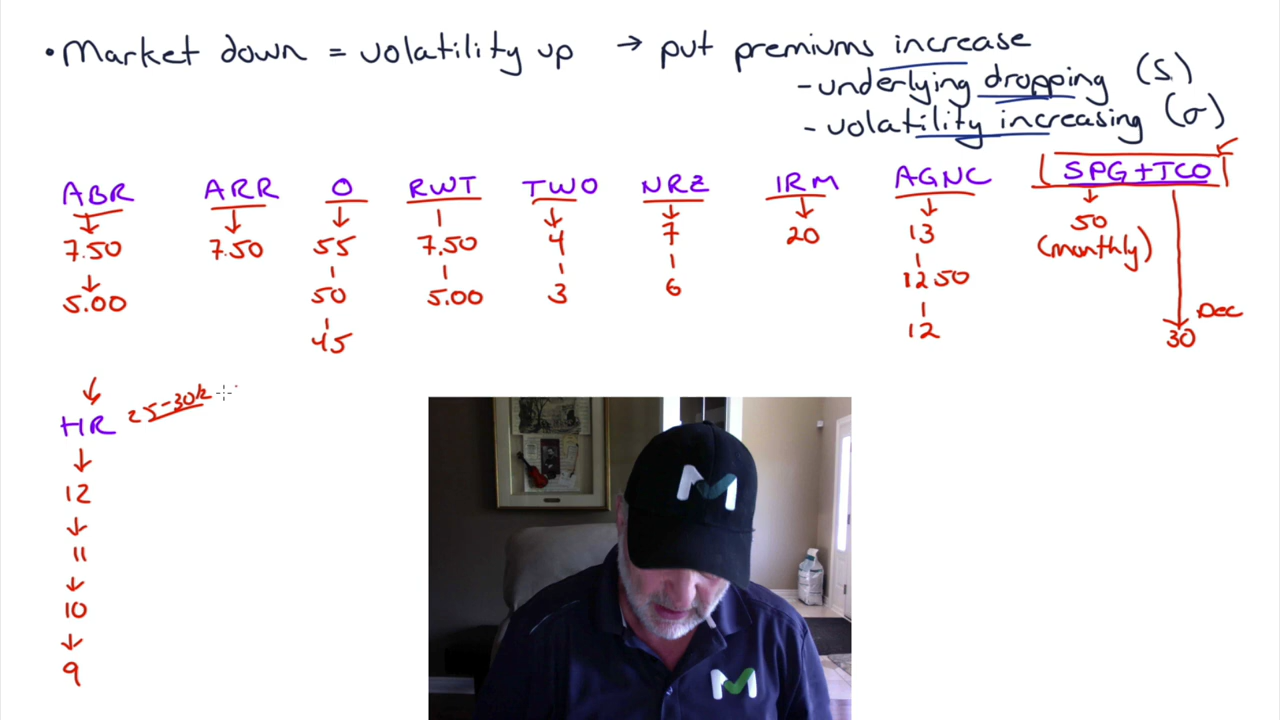 • Market down = volatility up → put premiums increase
- underlying dropping (S)
- volatility increasing (σ)
ABR ARR O RWT TWO NRZ IRM AGNC SPG+TCO
7.50 7.50 55 7.50 4 7 20 13 50
(monthly)
5.00 50 5.00 3 6 12 50
Dec
45 12 30
HR 25-30k
12
11
10
9